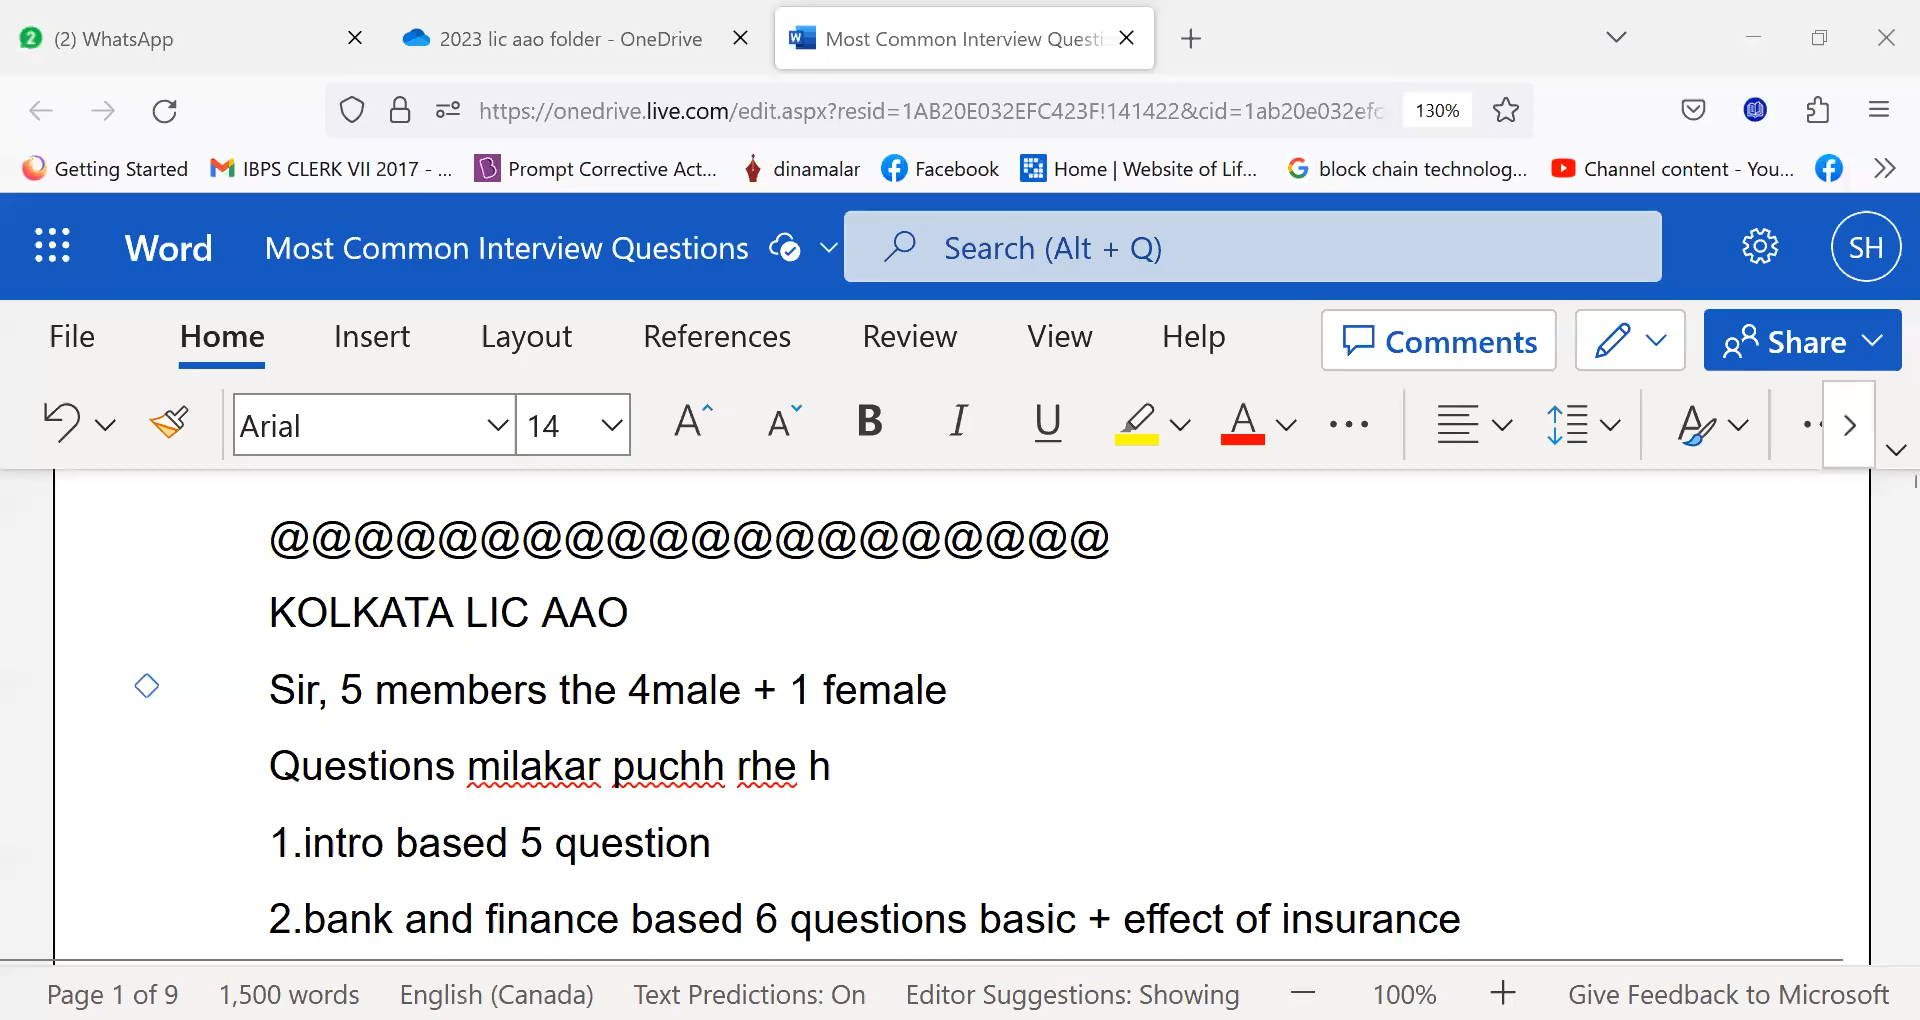 2 (2) WhatsApp 2023 lic aao folder - OneDrive Most Common Interview Questi
https://onedrive.live.com/edit.aspx?resid=1AB20E032EFC423F!141422&cid=1ab20e032efc 130%
Getting Started IBPS CLERK VII 2017 - ... Prompt Corrective Act... dinamalar Facebook Home | Website of Lif... block chain technolog... Channel content - You...
Word Most Common Interview Questions Search (Alt + Q) SH
File Home Insert Layout References Review View Help Comments Share
Arial 14 A A B I U A
@@@@@@@@@@@@@@@@@@@@
KOLKATA LIC AAO
Sir, 5 members the 4male + 1 female
Questions milakar puchh rhe h
1.intro based 5 question
2.bank and finance based 6 questions basic + effect of insurance
Page 1 of 9 1,500 words English (Canada) Text Predictions: On Editor Suggestions: Showing 100% Give Feedback to Microsoft